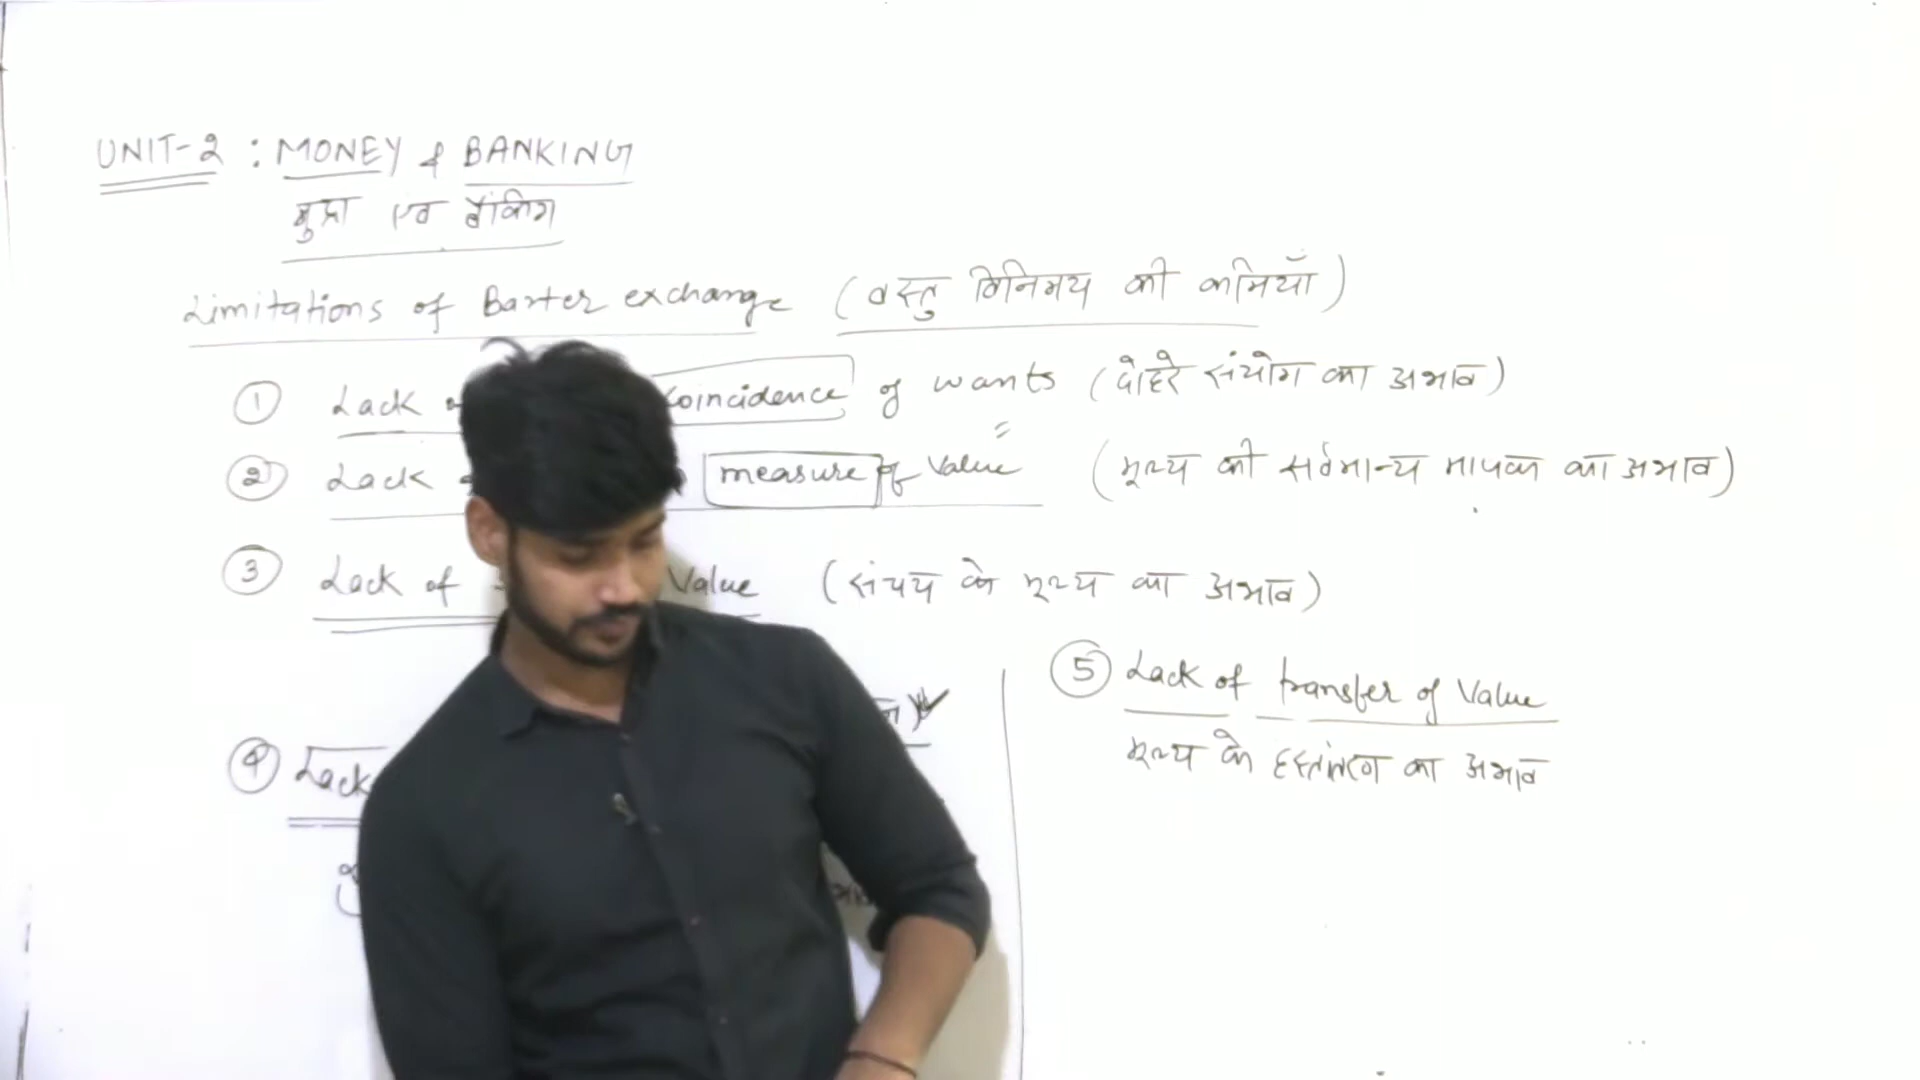 UNIT-2 : MONEY & BANKING
मुद्रा एव बैंकिंग
Limitations of Barter exchange (वस्तु विनिमय की कमियाँ)
① Lack coincidence of wants (दोहरे संयोग का अभाव)
② Lack measure of Value (मूल्य की सर्वमान्य मापक का अभाव)
③ Lack of Value (संचय के मूल्य का अभाव)
④ Lack
⑤ Lack of transfer of Value
मूल्य के हस्तांतरण का अभाव